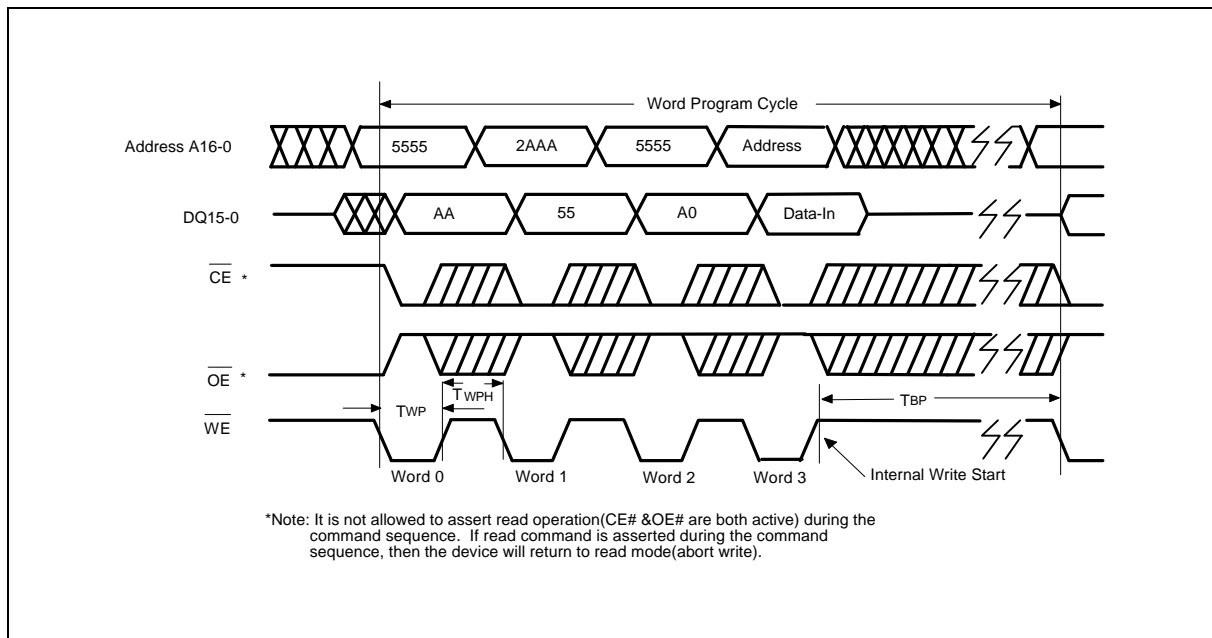 Word Program Cycle
Address A16-0
5555
2AAA
5555
Address
DQ15-0
AA
55
A0
Data-In
CE *
OE *
TWP
TWPH
TBP
WE
Word 0
Word 1
Word 2
Word 3
Internal Write Start
*Note: It is not allowed to assert read operation(CE# &OE# are both active) during the
command sequence. If read command is asserted during the command
sequence, then the device will return to read mode(abort write).